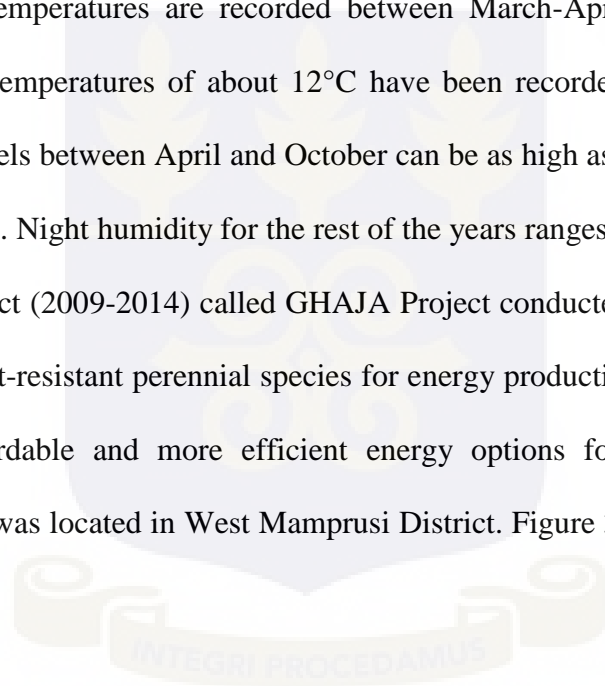 emperatures are recorded between March-Apr
emperatures of about 12°C have been recorde
els between April and October can be as high as
. Night humidity for the rest of the years ranges
ct (2009-2014) called GHAJA Project conducte
t-resistant perennial species for energy producti
rdable and more efficient energy options fo
was located in West Mamprusi District. Figure
INTEGRI PROCEDAMUS